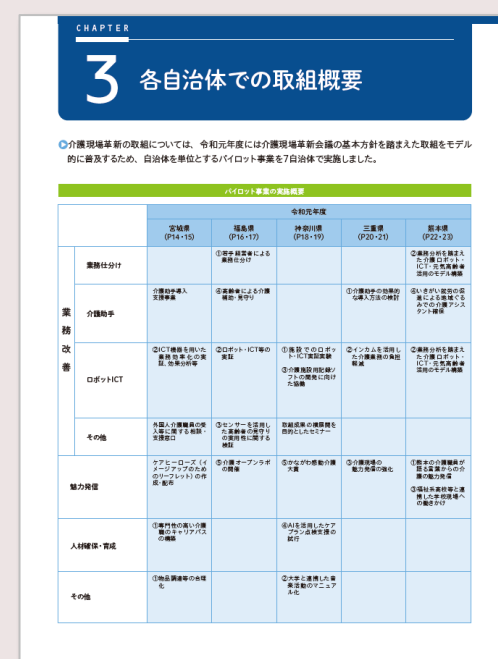 CHAPTER
3 各自治体での取組概要
介護現場革新の取組については、令和元年度には介護現場革新会議の基本方針を踏まえた取組をモデル
的に普及するため、自治体を単位とするパイロット事業を7自治体で実施しました。
パイロット事業の実施概要
令和元年度
宮城県
(P14・15)
福島県
(P16・17)
神奈川県
(P18・19)
三重県
(P20・21)
熊本県
(P22・23)
業務改善
業務仕分け
①若手経営者による
業務仕分け
②業務分析を踏まえ
た介護ロボット・
ICT・元気高齢者
活用のモデル構築
介護助手
介護助手導入
支援事業
④高齢者による介護
補助・見守り
①介護助手の効果的
な導入方法の検討
④いきがい就労の促
進による地域ぐる
みでの介護アシス
タント確保
ロボットICT
②ICT機器を用いた
業務効率化の実
証、効果分析等
②ロボット・ICT等の
実証
①施設でのロボッ
ト・ICT実証実験
③介護施設用記録ソ
フトの開発に向け
た協働
②インカムを活用し
た介護業務の負担
軽減
②業務分析を踏まえ
た介護ロボット・
ICT・元気高齢者
活用のモデル構築
その他
外国人介護職員の受
入等に関する相談・
支援窓口
③センサーを活用し
た高齢者の見守り
の実用性に関する
検証
取組成果の横展開を
目的としたセミナー
魅力発信
ケアヒーローズ(イ
メージアップのため
のリーフレット)の作
成・配布
⑤介護オープンラボ
の開催
⑤かながわ感動介護
大賞
③介護現場の
魅力発信の強化
①熊本の介護職員が
語る言葉からの介
護の魅力発信
③福祉系高校等と連
携した学校現場へ
の働きかけ
人材確保・育成
①専門性の高い介護
職のキャリアパス
の構築
④AIを活用したケア
プラン点検支援の
試行
その他
①物品調達等の合理
化
②大学と連携した音
楽活動のマニュア
ル化